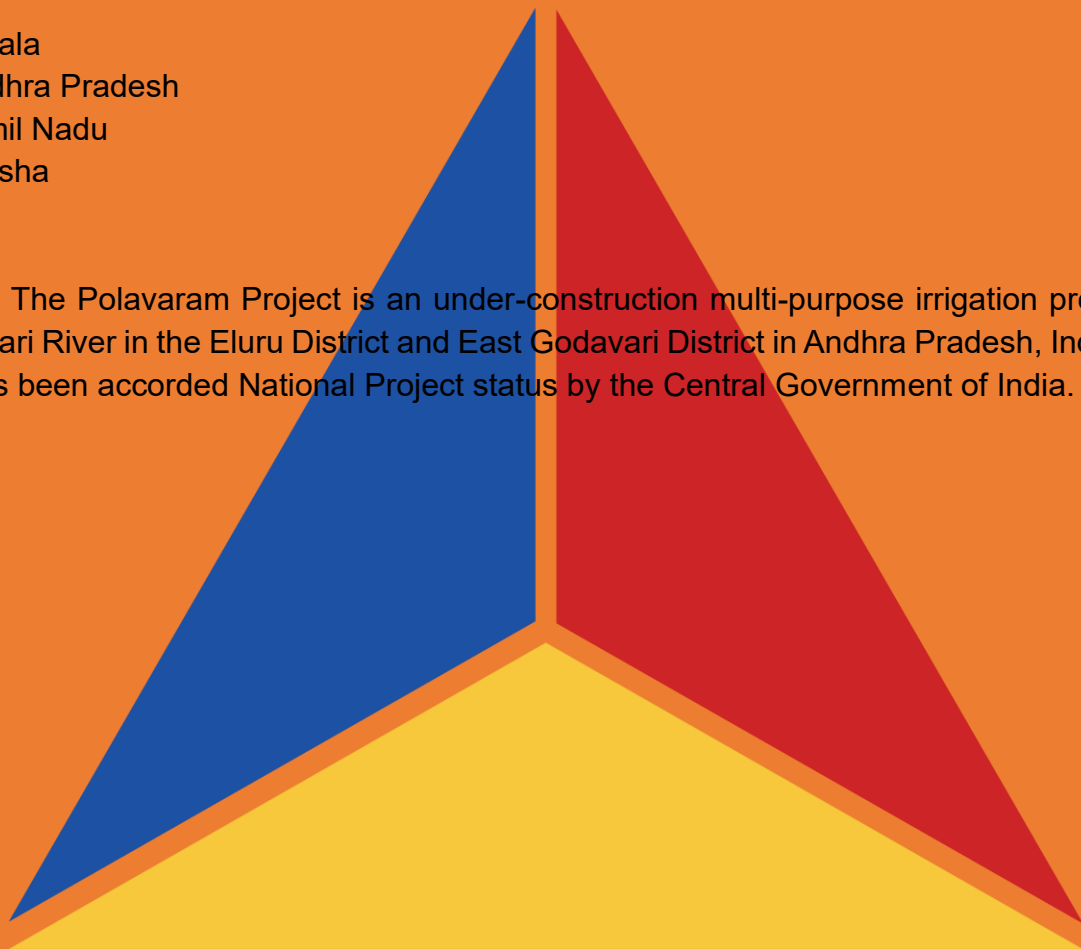 ala
dhra Pradesh
nil Nadu
sha
The Polavaram Project is an under-construction multi-purpose irrigation pro
ari River in the Eluru District and East Godavari District in Andhra Pradesh, Ind
s been accorded National Project status by the Central Government of India.